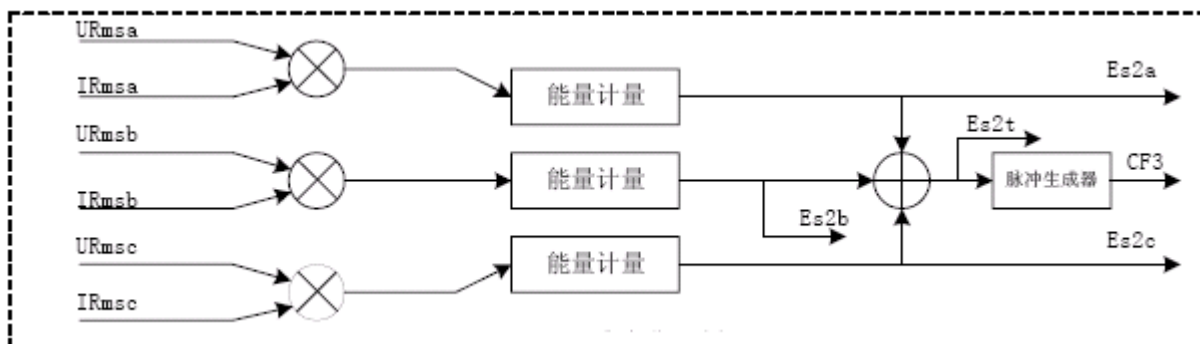 URmsa
IRmsa
能量计量
Es2a
URmsb
IRmsb
能量计量
Es2b
Es2t
脉冲生成器
CF3
URmsc
IRmsc
能量计量
Es2c